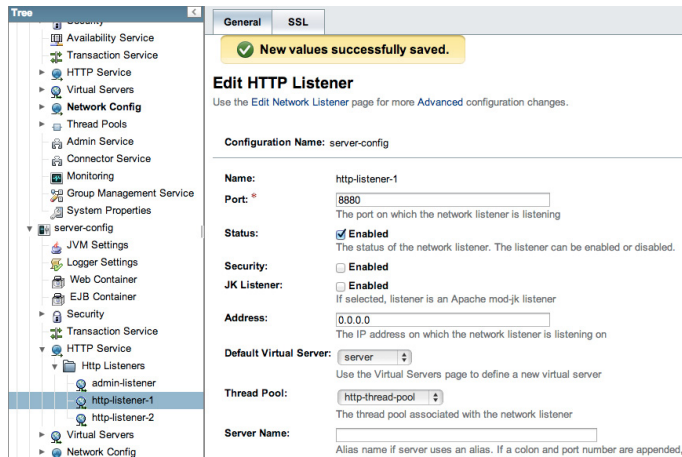 Tree
Security
Availability Service
Transaction Service
HTTP Service
Virtual Servers
Network Config
Thread Pools
Admin Service
Connector Service
Monitoring
Group Management Service
System Properties
server-config
JVM Settings
Logger Settings
Web Container
EJB Container
Security
Transaction Service
HTTP Service
Http Listeners
admin-listener
http-listener-1
http-listener-2
Virtual Servers
Network Config
General SSL
New values successfully saved.
Edit HTTP Listener
Use the Edit Network Listener page for more Advanced configuration changes.
Configuration Name: server-config
Name: http-listener-1
Port: * 8880
The port on which the network listener is listening
Status: Enabled
The status of the network listener. The listener can be enabled or disabled.
Security: Enabled
JK Listener: Enabled
If selected, listener is an Apache mod-jk listener
Address: 0.0.0.0
The IP address on which the network listener is listening on
Default Virtual Server: server
Use the Virtual Servers page to define a new virtual server
Thread Pool: http-thread-pool
The thread pool associated with the network listener
Server Name:
Alias name if server uses an alias. If a colon and port number are appended,